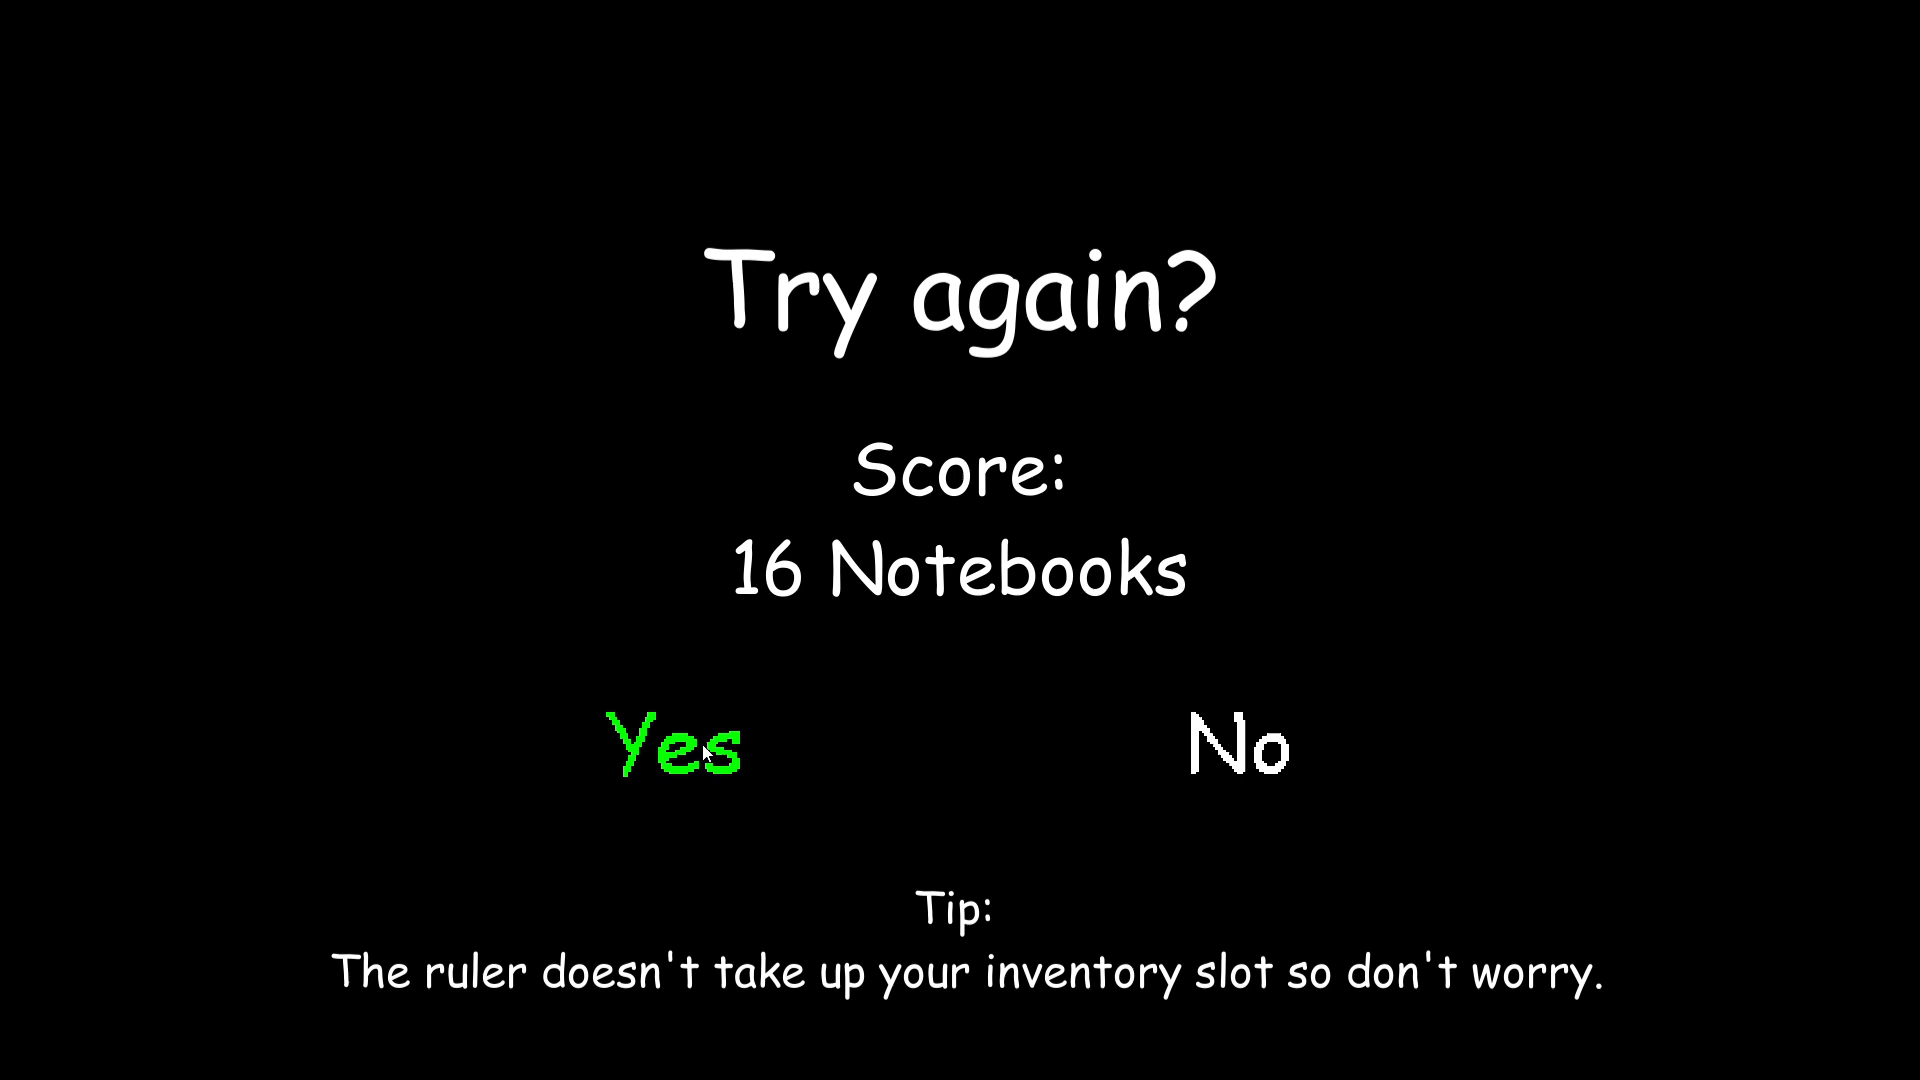 Try again?
Score:
16 Notebooks
Yes No
Tip:
The ruler doesn't take up your inventory slot so don't worry.